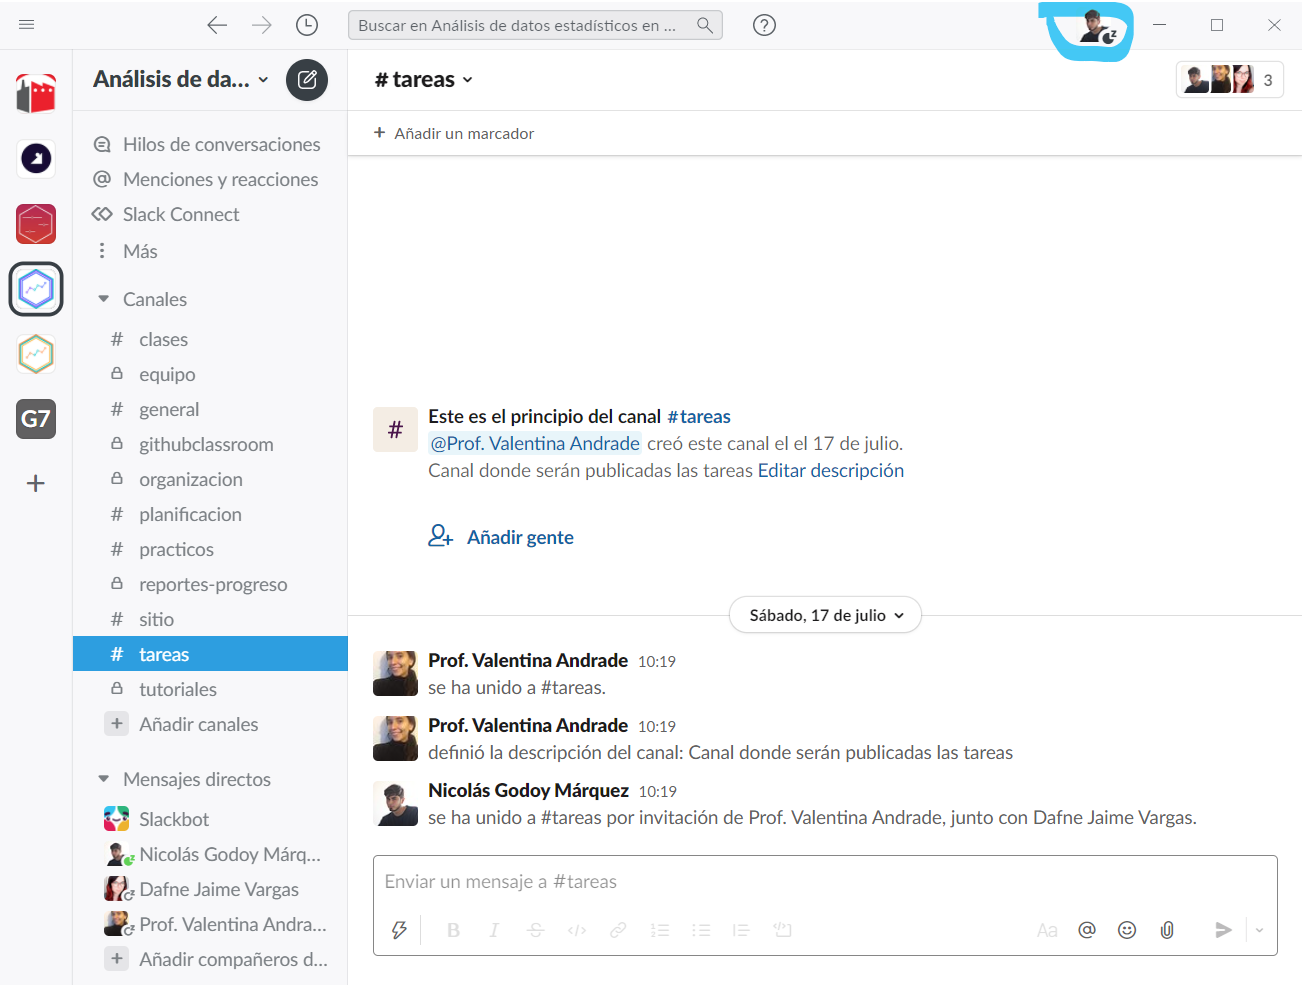 Buscar en Análisis de datos estadísticos en ...
Análisis de da...
# tareas
3
+ Añadir un marcador
Hilos de conversaciones
Menciones y reacciones
Slack Connect
Más
Canales
# clases
equipo
# general
githubclassroom
organizacion
# planificacion
# practicos
reportes-progreso
# sitio
# tareas
tutoriales
+ Añadir canales
Mensajes directos
Slackbot
Nicolás Godoy Márq...
Dafne Jaime Vargas
Prof. Valentina Andra...
+ Añadir compañeros d...
G7
Este es el principio del canal #tareas
@Prof. Valentina Andrade creó este canal el el 17 de julio.
Canal donde serán publicadas las tareas Editar descripción
Añadir gente
Sábado, 17 de julio
Prof. Valentina Andrade 10:19
se ha unido a #tareas.
Prof. Valentina Andrade 10:19
definió la descripción del canal: Canal donde serán publicadas las tareas
Nicolás Godoy Márquez 10:19
se ha unido a #tareas por invitación de Prof. Valentina Andrade, junto con Dafne Jaime Vargas.
Enviar un mensaje a #tareas
B I S </> Aa @